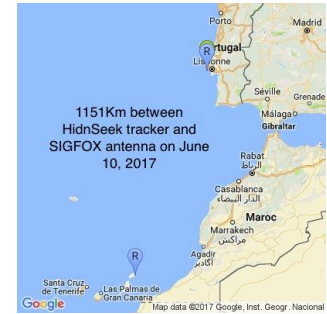 Porto
Madrid
R
Portugal
Lisbonne
Séville
Grenade
Málaga
Gibraltar
1151Km between
HidnSeek tracker and
SIGFOX antenna on June
10, 2017
Rabat
الرباط
Casablanca
الدار البيضاء
Maroc
Marrakech
مراكش
Agadir
أكادير
R
Santa Cruz
de Tenerife
Las Palmas de
Gran Canaria
Google
Map data ©2017 Google, Inst. Geogr. Nacional